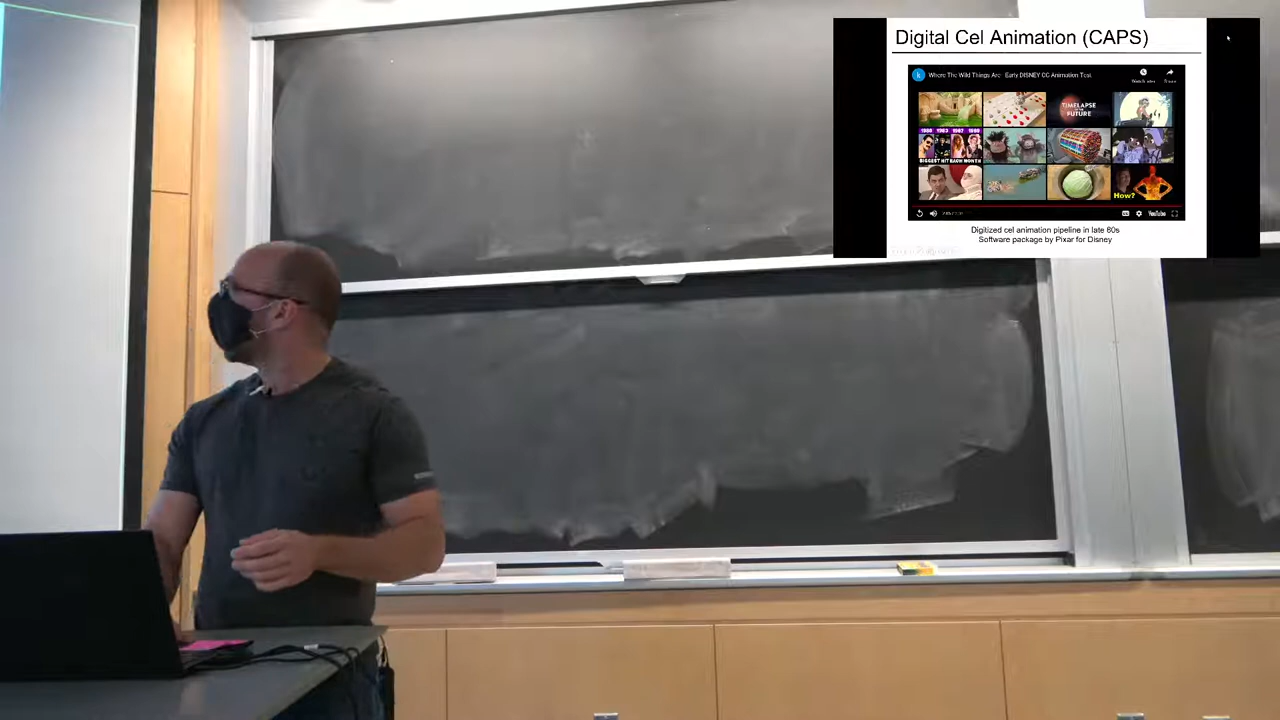 Digital Cel Animation (CAPS)
Where The Wild Things Are - Early DISNEY CG Animation Test
TIMELAPSE
FUTURE
BIGGEST HIT EACH MONTH
How?
YouTube
Digitized cel animation pipeline in late 80s
Software package by Pixar for Disney